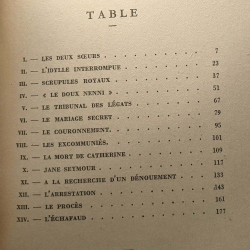 TABLE
I. — LES DEUX SŒURS 7
II. — L'IDYLLE INTERROMPUE 23
III. — SCRUPULES ROYAUX 37
IV. — « LE DOUX NENNI » 51
V. — LE TRIBUNAL DES LÉGATS 67
VI. — LE MARIAGE SECRET 79
VII. — LE COURONNEMENT. 95
VIII. — LES EXCOMMUNIÉS. 101
IX. — LA MORT DE CATHERINE 109
X. — JANE SEYMOUR 117
XI. — A LA RECHERCHE D'UN DÉNOUEMENT 133
XII. — L'ARRESTATION 143
XIII. — LE PROCÈS 161
XIV. — L'ÉCHAFAUD 177